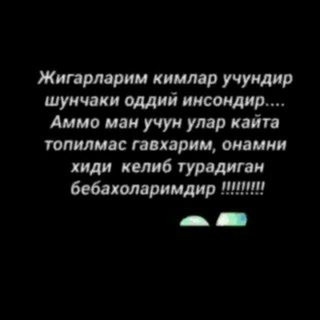 Жигарларим кимлар учундир
шунчаки оддий инсондир....
Аммо ман учун улар кайта
топилмас гавхарим, онамни
хиди келиб турадиган
бебахоларимдир !!!!!!!!!